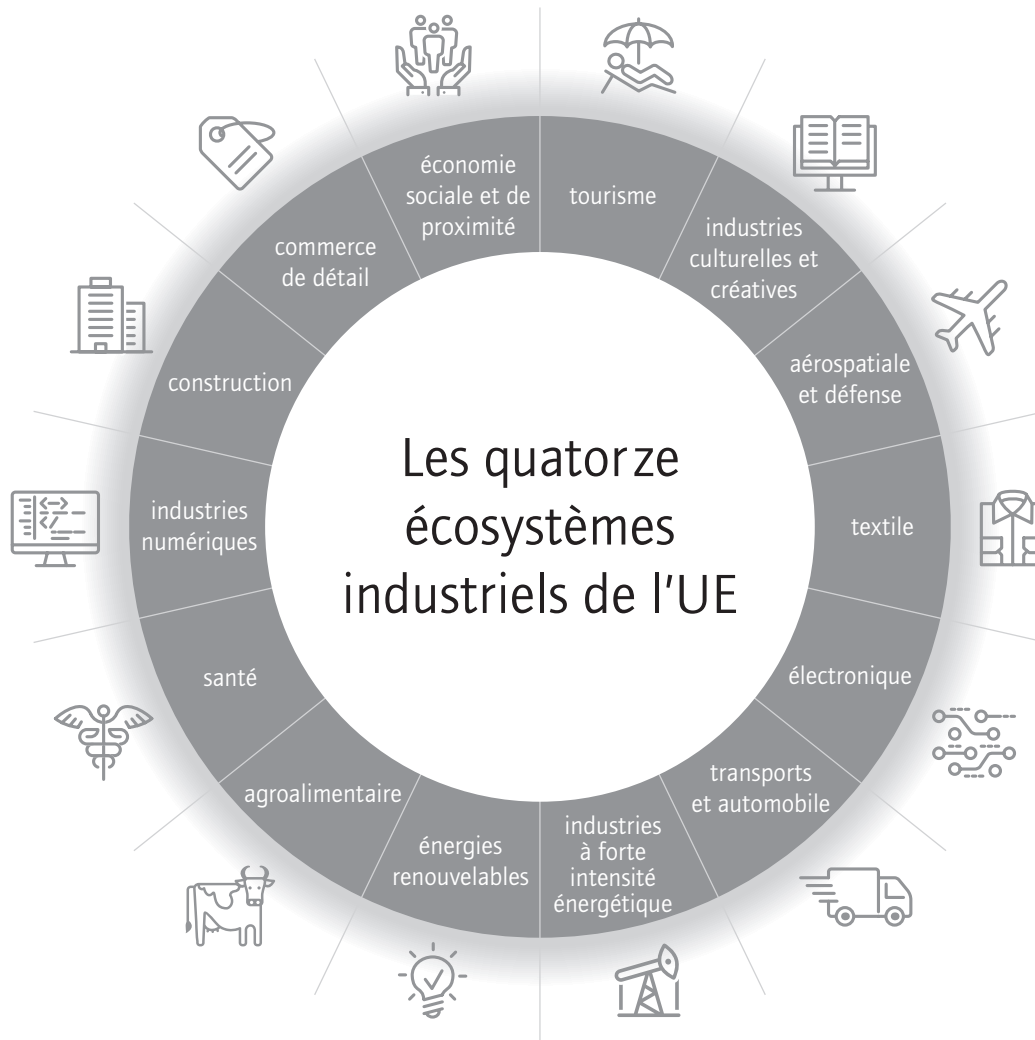 Les quatorze
écosystèmes
industriels de l'UE
tourisme
industries
culturelles et
créatives
aérospatiale
et défense
textile
électronique
transports
et automobile
industries
à forte
intensité
énergétique
énergies
renouvelables
agroalimentaire
santé
industries
numériques
construction
commerce
de détail
économie
sociale et de
proximité